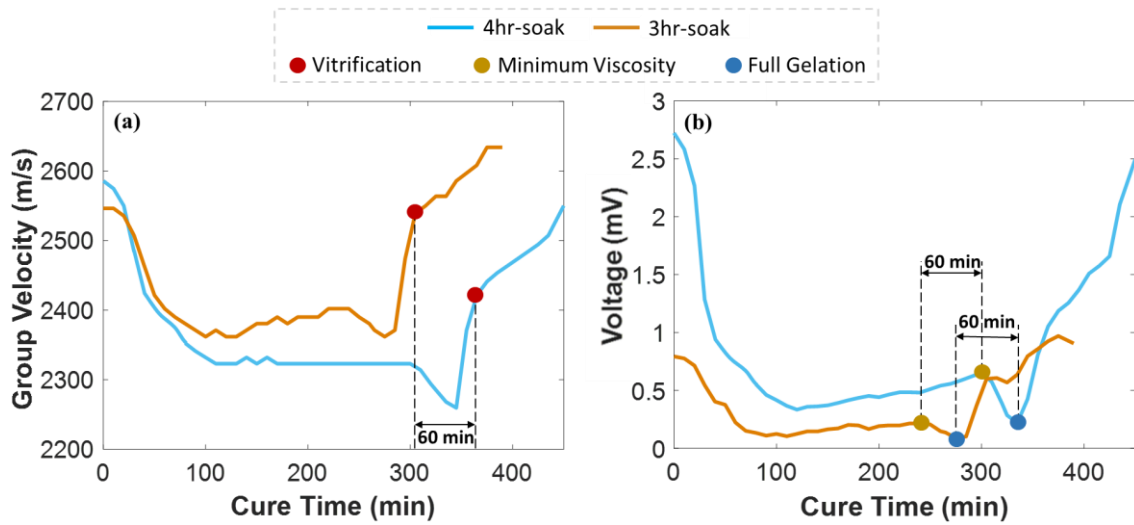 4hr-soak 3hr-soak
Vitrification Minimum Viscosity Full Gelation
(a)
Group Velocity (m/s)
2700
2600
2500
2400
2300
2200
60 min
0 100 200 300 400
Cure Time (min)
(b)
Voltage (mV)
3
2.5
2
1.5
1
0.5
0
60 min
60 min
0 100 200 300 400
Cure Time (min)